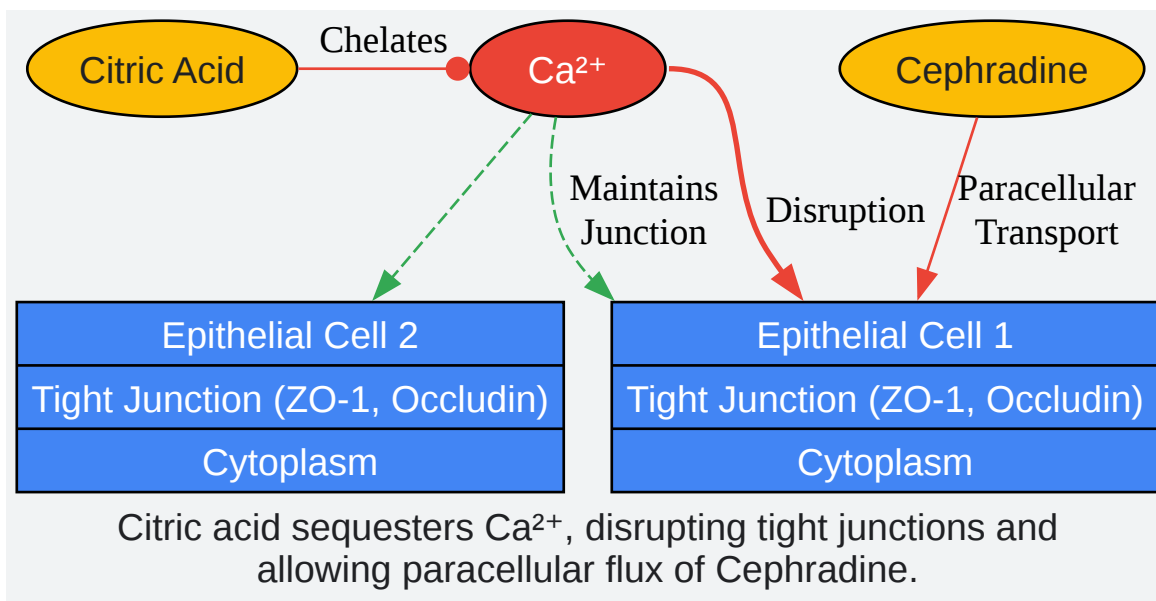 Chelates
Citric Acid
Ca²⁺
Cephradine
Maintains
Junction
Disruption
Paracellular
Transport
Epithelial Cell 2
Tight Junction (ZO-1, Occludin)
Cytoplasm
Epithelial Cell 1
Tight Junction (ZO-1, Occludin)
Cytoplasm
Citric acid sequesters Ca²⁺, disrupting tight junctions and
allowing paracellular flux of Cephradine.